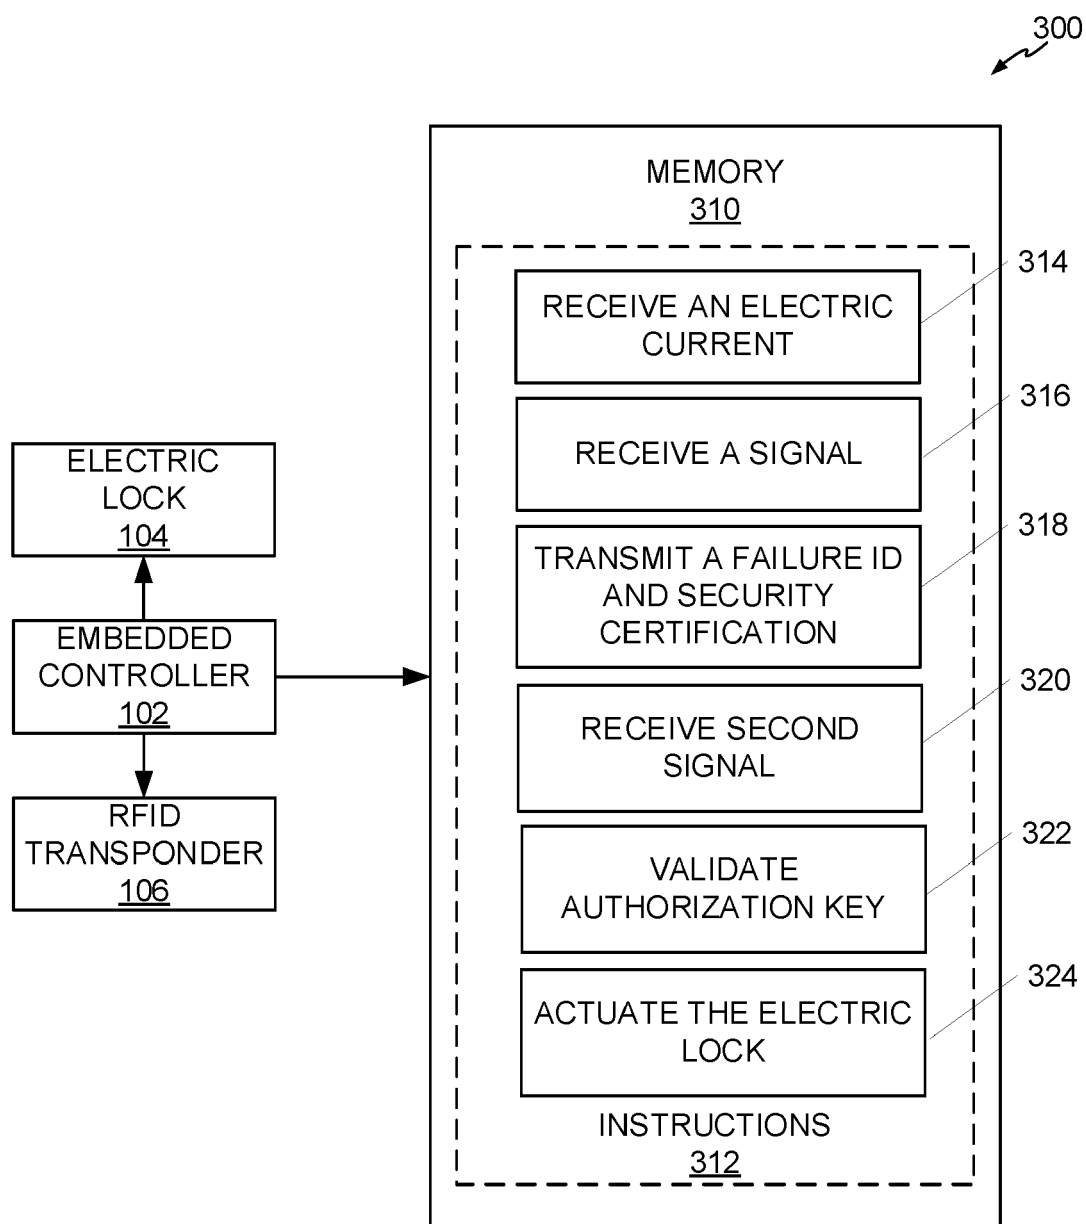 300
MEMORY
310
RECEIVE AN ELECTRIC
CURRENT
314
RECEIVE A SIGNAL
316
TRANSMIT A FAILURE ID
AND SECURITY
CERTIFICATION
318
RECEIVE SECOND
SIGNAL
320
VALIDATE
AUTHORIZATION KEY
322
ACTUATE THE ELECTRIC
LOCK
324
INSTRUCTIONS
312
ELECTRIC
LOCK
104
EMBEDDED
CONTROLLER
102
RFID
TRANSPONDER
106